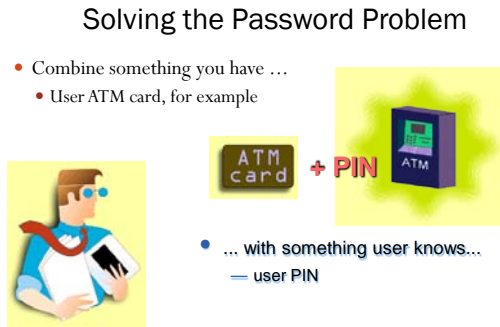 Solving the Password Problem
• Combine something you have …
• User ATM card, for example
ATM
card
+ PIN
ATM
• ... with something user knows...
— user PIN